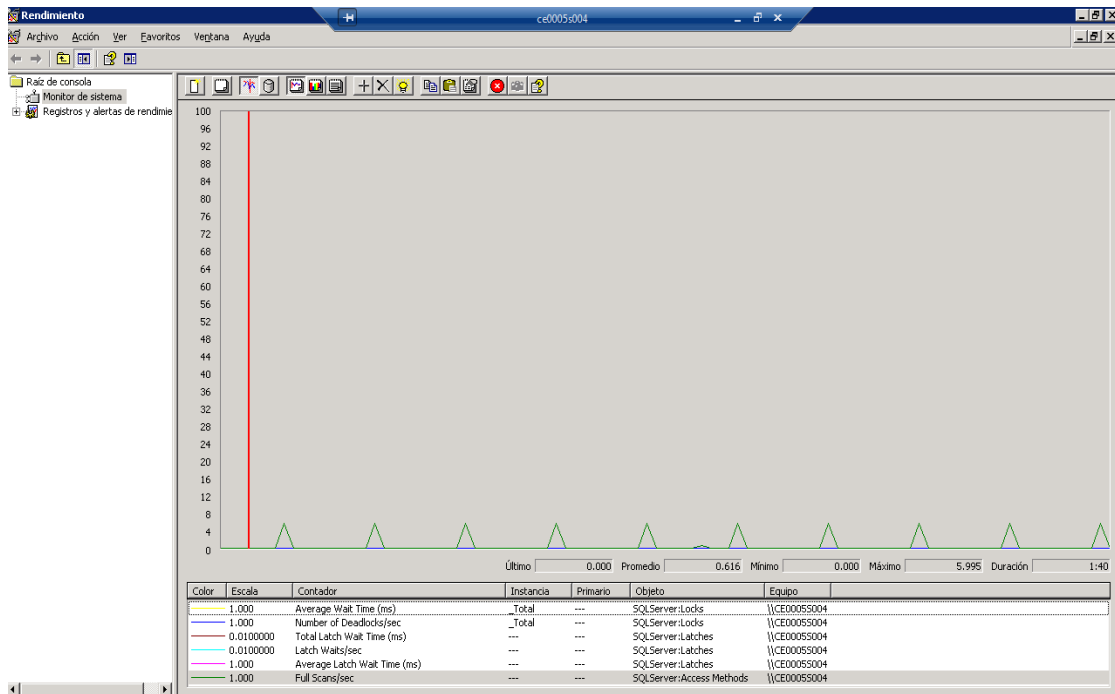 Rendimiento
ce0005s004
Archivo Acción Ver Favoritos Ventana Ayuda
Raíz de consola
Monitor de sistema
Registros y alertas de rendimie
100
96
92
88
84
80
76
72
68
64
60
56
52
48
44
40
36
32
28
24
20
16
12
8
4
0
Último 0.000 Promedio 0.616 Mínimo 0.000 Máximo 5.995 Duración 1:40
Color Escala Contador Instancia Primario Objeto Equipo
1.000 Average Wait Time (ms) _Total --- SQLServer:Locks \\CE0005S004
1.000 Number of Deadlocks/sec _Total --- SQLServer:Locks \\CE0005S004
0.0100000 Total Latch Wait Time (ms) --- --- SQLServer:Latches \\CE0005S004
0.0100000 Latch Waits/sec --- --- SQLServer:Latches \\CE0005S004
1.000 Average Latch Wait Time (ms) --- --- SQLServer:Latches \\CE0005S004
1.000 Full Scans/sec --- --- SQLServer:Access Methods \\CE0005S004